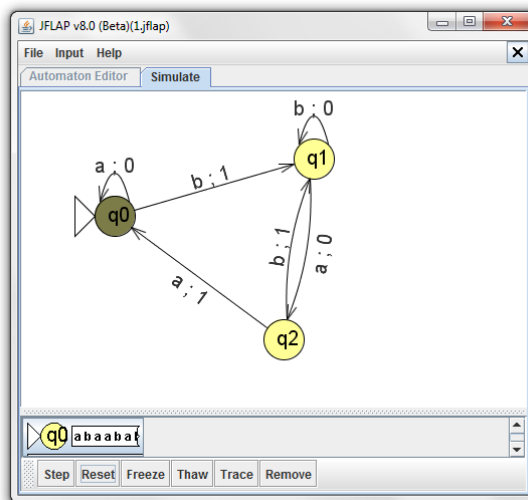 JFLAP v8.0 (Beta)(1.jflap)
File Input Help
Automaton Editor Simulate
b ; 0
a ; 0
q1
b ; 1
q0
b ; 1
a ; 0
a ; 1
q2
q0 a b a a b a
Step Reset Freeze Thaw Trace Remove